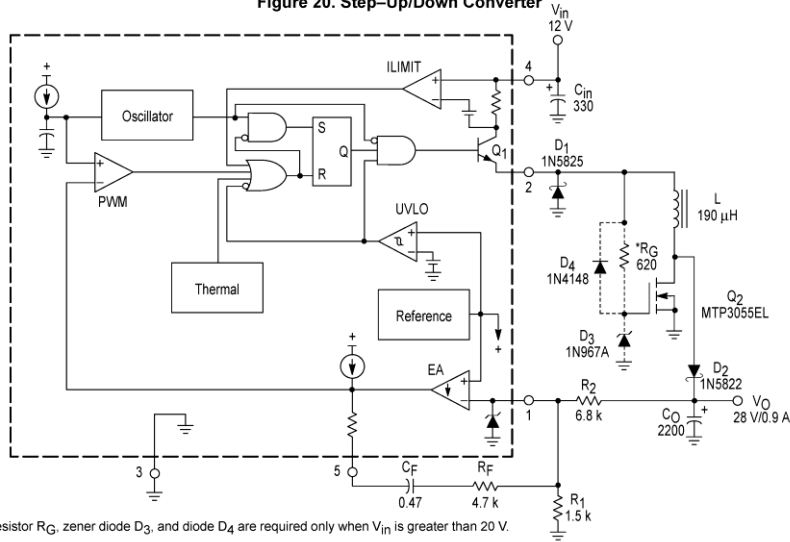 Figure 20. Step–Up/Down Converter
Vin
12 V
4
ILIMIT
+
–
Cin
330
+
Oscillator
S
Q
R
Q1
D1
1N5825
2
+
–
PWM
UVLO
+
–
L
190 µH
D4
1N4148
*RG
620
Thermal
Reference
+
Q2
MTP3055EL
D3
1N967A
+
EA
+
–
D2
1N5822
1
R2
6.8 k
VO
28 V/0.9 A
CO
2200
+
3
5
CF
0.47
RF
4.7 k
R1
1.5 k
esistor RG, zener diode D3, and diode D4 are required only when Vin is greater than 20 V.